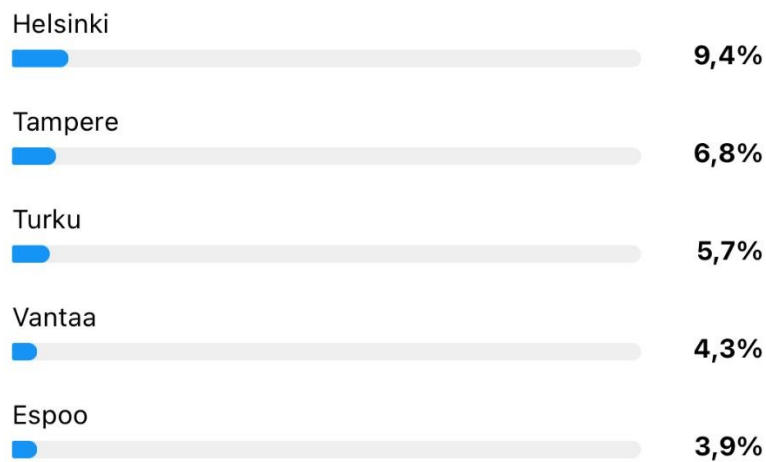 Helsinki
9,4%
Tampere
6,8%
Turku
5,7%
Vantaa
4,3%
Espoo
3,9%